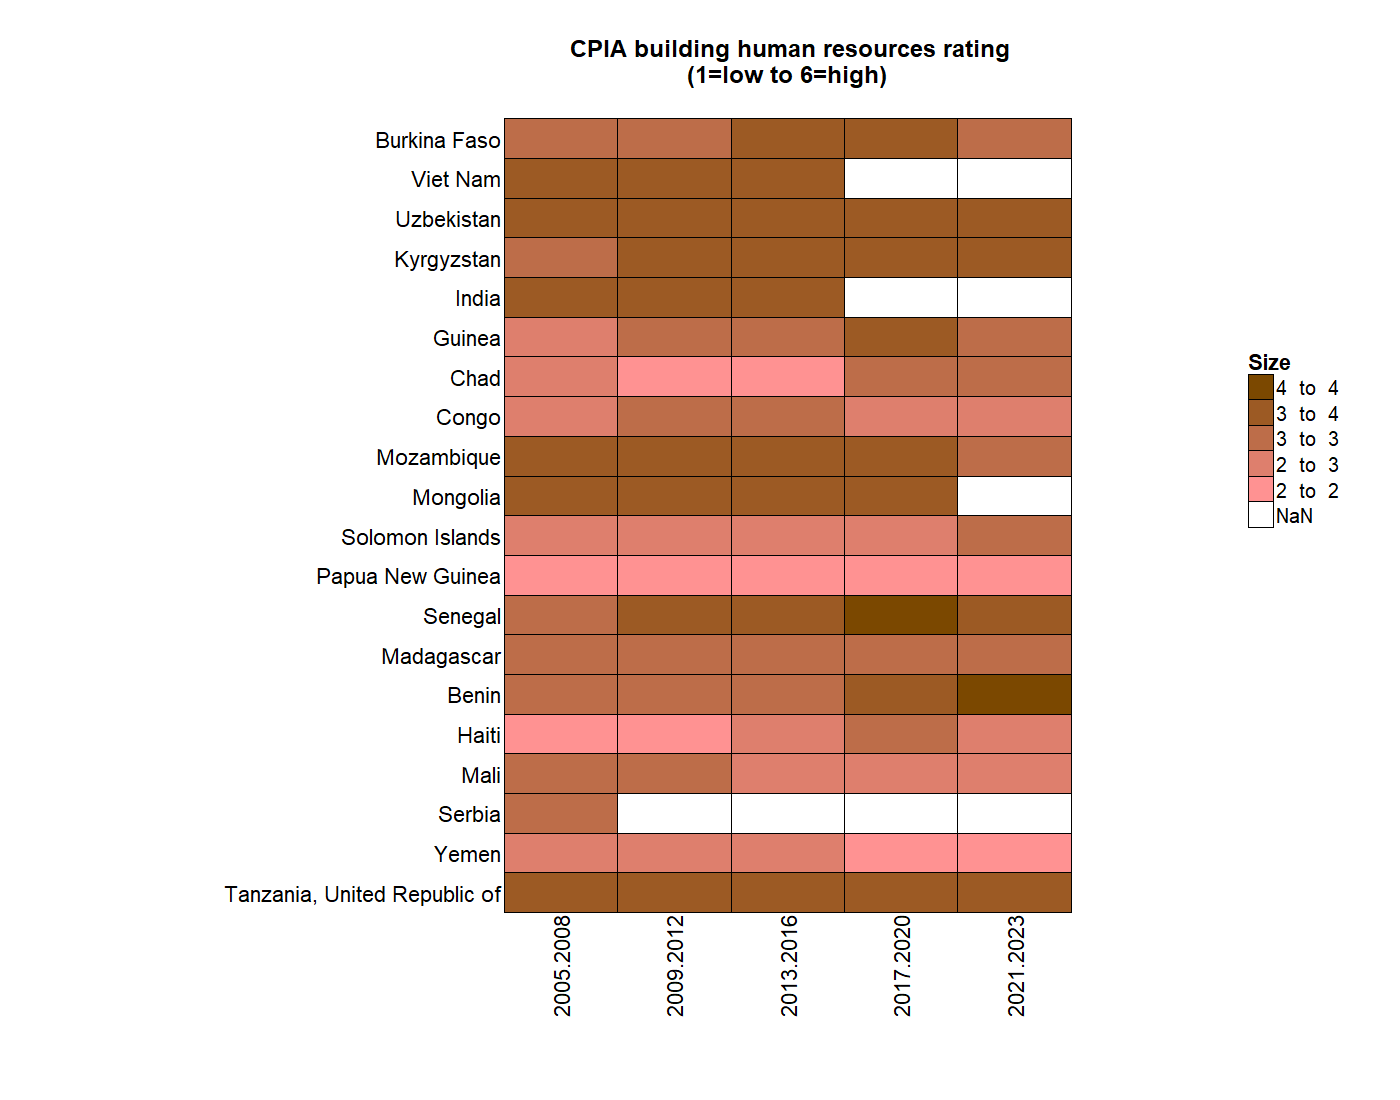 CPIA building human resources rating
(1=low to 6=high)
Burkina Faso
Viet Nam
Uzbekistan
Kyrgyzstan
India
Guinea
Chad
Congo
Mozambique
Mongolia
Solomon Islands
Papua New Guinea
Senegal
Madagascar
Benin
Haiti
Mali
Serbia
Yemen
Tanzania, United Republic of
2005.2008
2009.2012
2013.2016
2017.2020
2021.2023
Size
4 to 4
3 to 4
3 to 3
2 to 3
2 to 2
NaN